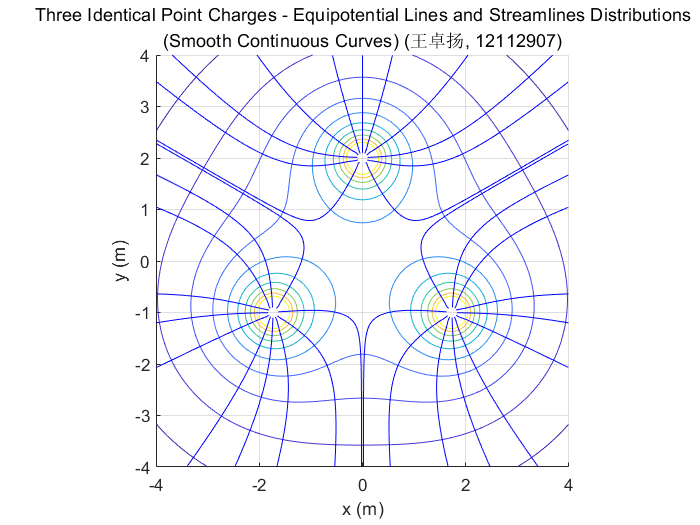 Three Identical Point Charges - Equipotential Lines and Streamlines Distributions
(Smooth Continuous Curves) (王卓扬, 12112907)
4
3
2
1
0
-1
-2
-3
-4
y (m)
-4 -2 0 2 4
x (m)